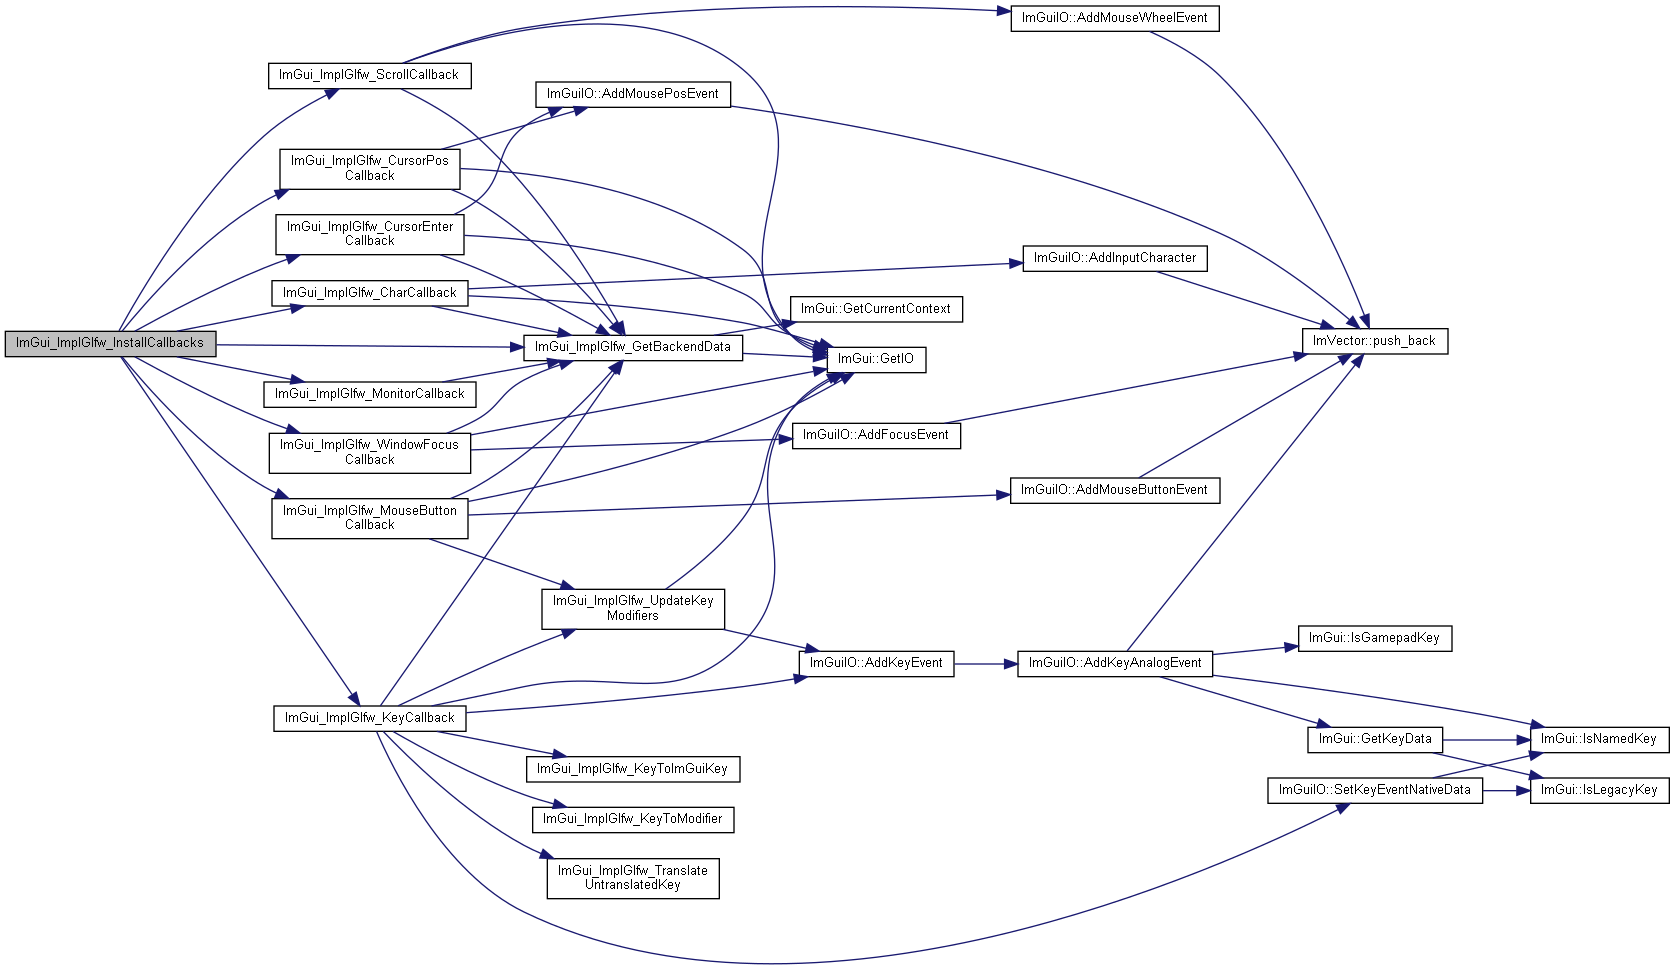 ImGuiIO::AddMouseWheelEvent
ImGui_ImplGlfw_ScrollCallback
ImGuiIO::AddMousePosEvent
ImGui_ImplGlfw_CursorPos
Callback
ImGui_ImplGlfw_CursorEnter
Callback
ImGuiIO::AddInputCharacter
ImGui_ImplGlfw_CharCallback
ImGui::GetCurrentContext
ImGui_ImplGlfw_InstallCallbacks
ImGui_ImplGlfw_GetBackendData
ImGui::GetIO
ImVector::push_back
ImGui_ImplGlfw_MonitorCallback
ImGui_ImplGlfw_WindowFocus
Callback
ImGuiIO::AddFocusEvent
ImGui_ImplGlfw_MouseButton
Callback
ImGuiIO::AddMouseButtonEvent
ImGui_ImplGlfw_UpdateKey
Modifiers
ImGuiIO::AddKeyEvent
ImGuiIO::AddKeyAnalogEvent
ImGui::IsGamepadKey
ImGui_ImplGlfw_KeyCallback
ImGui::GetKeyData
ImGui::IsNamedKey
ImGui_ImplGlfw_KeyToImGuiKey
ImGuiIO::SetKeyEventNativeData
ImGui::IsLegacyKey
ImGui_ImplGlfw_KeyToModifier
ImGui_ImplGlfw_Translate
UntranslatedKey